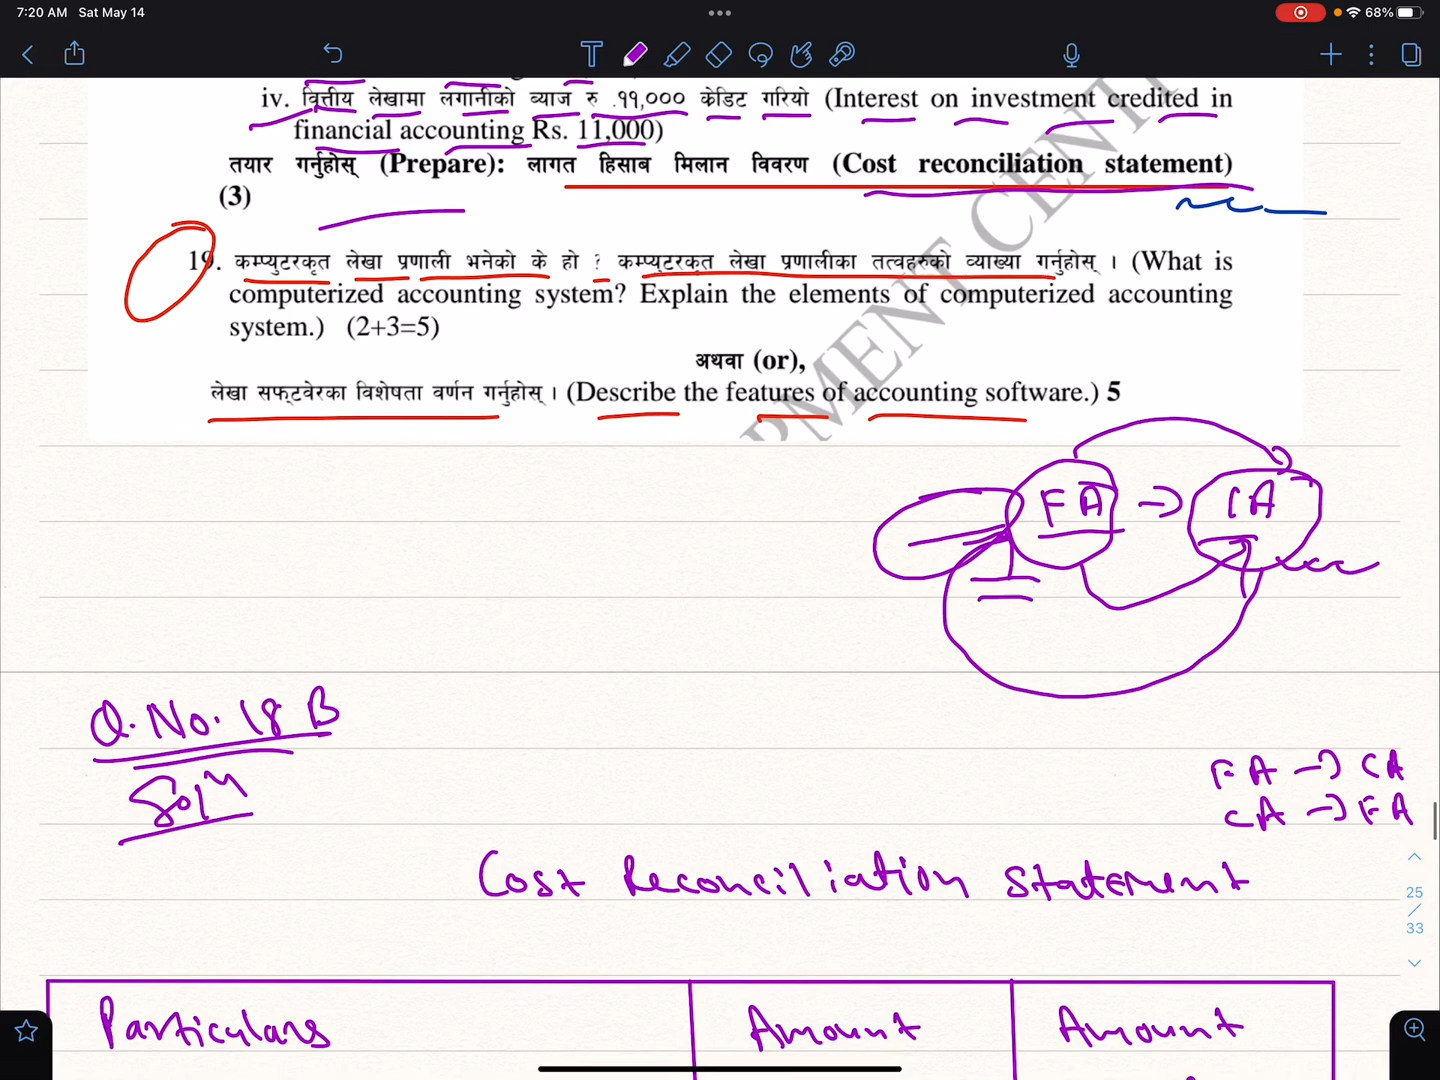 7:20 AM Sat May 14
68%
iv. वित्तीय लेखामा लगानीको व्याज रु .११,००० क्रेडिट गरियो (Interest on investment credited in
financial accounting Rs. 11,000)
तयार गर्नुहोस् (Prepare): लागत हिसाब मिलान विवरण (Cost reconciliation statement)
(3)
19. कम्प्युटरकृत लेखा प्रणाली भनेको के हो ? कम्प्युटरकृत लेखा प्रणालीका तत्वहरुको व्याख्या गर्नुहोस् । (What is
computerized accounting system? Explain the elements of computerized accounting
system.) (2+3=5)
अथवा (or),
लेखा सफ्टवेरका विशेषता वर्णन गर्नुहोस् । (Describe the features of accounting software.) 5
PMENT CENT
FA → CA
Q. No. 18 B
Solⁿ
FA → CA
CA → FA
Cost Reconciliation Statement
25
33
Particulars Amount Amount